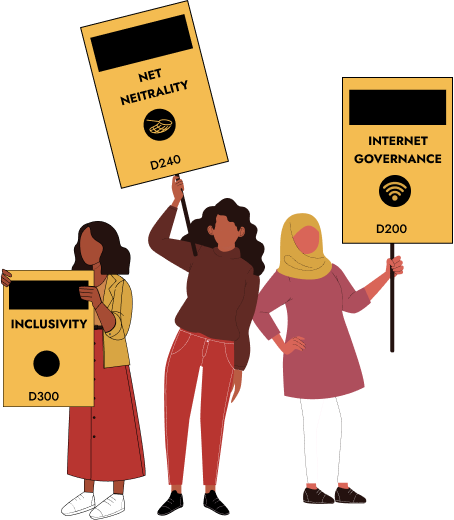 NET
NEITRALITY
D240
INTERNET
GOVERNANCE
D200
INCLUSIVITY
D300